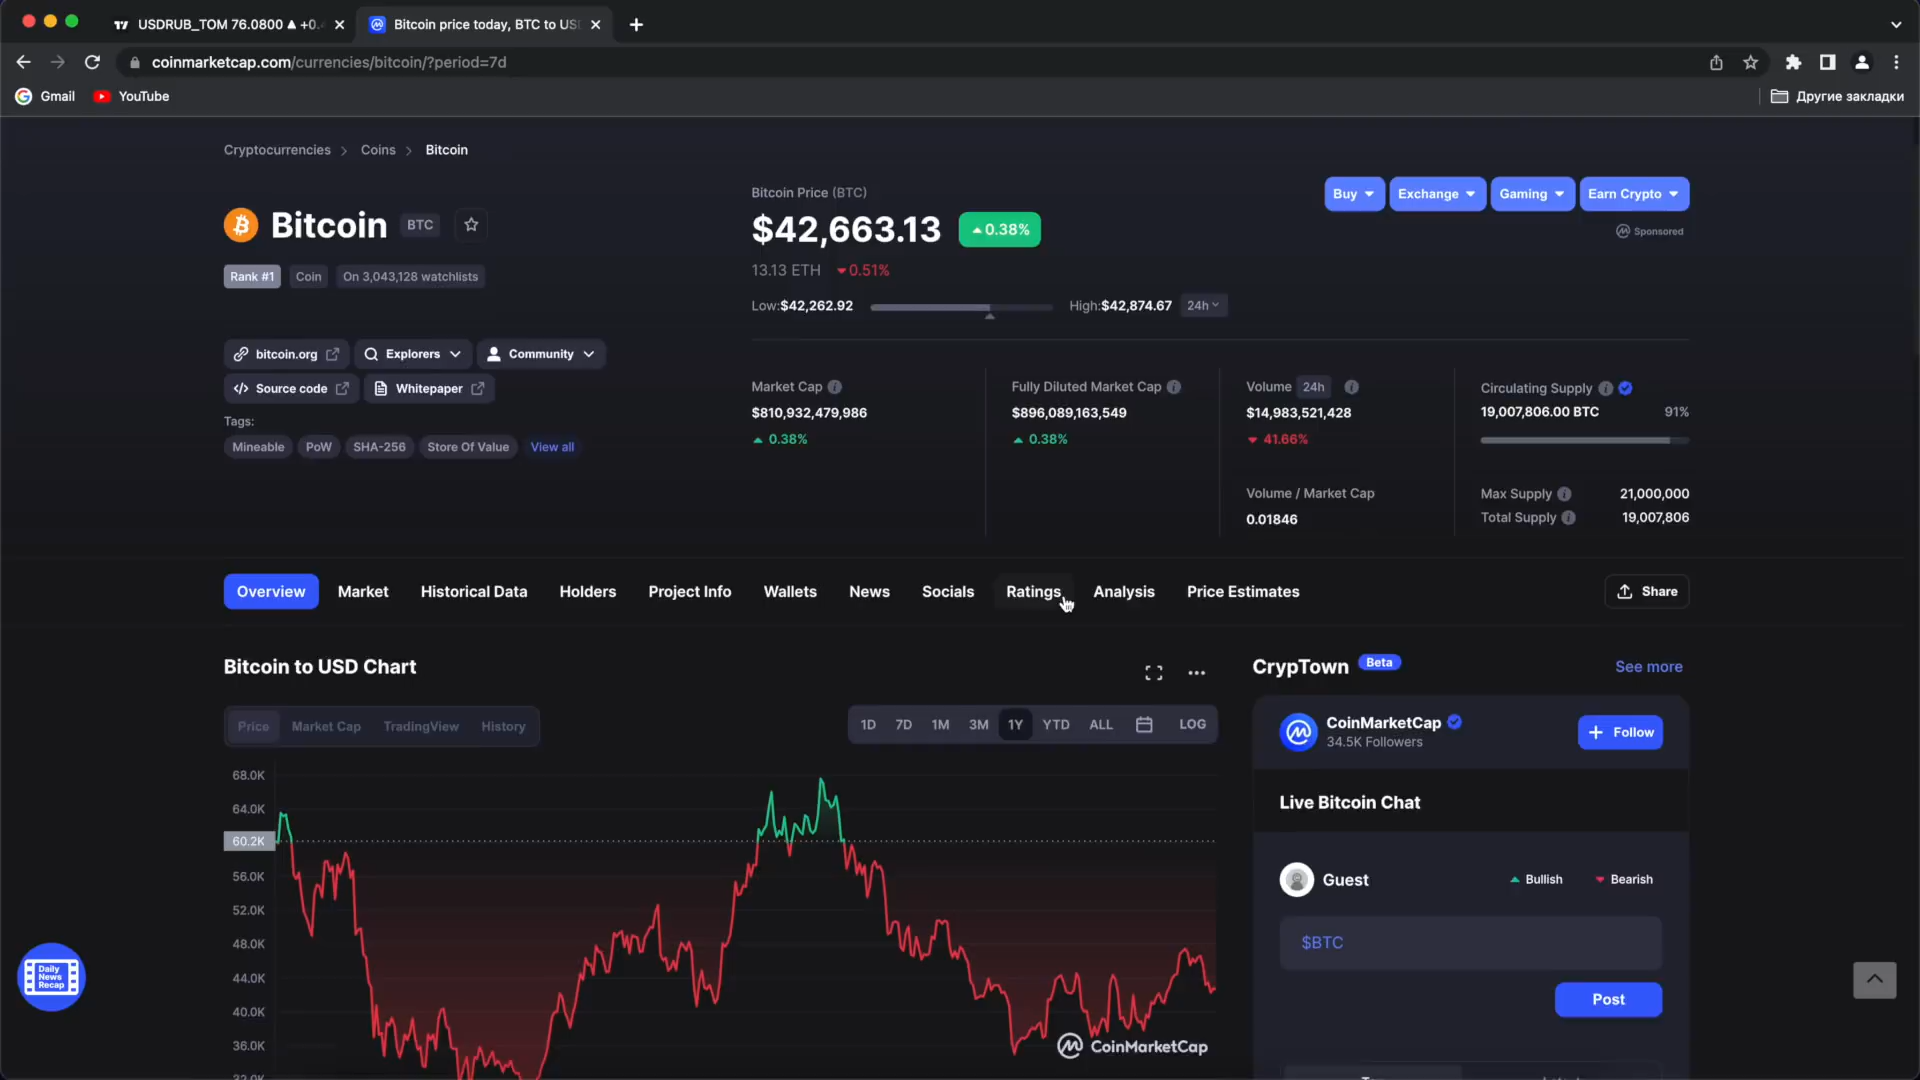 USDRUB_TOM 76.0800 ▲ +0.
Bitcoin price today, BTC to US
coinmarketcap.com/currencies/bitcoin/?period=7d
Gmail
YouTube
Другие закладки
Cryptocurrencies > Coins > Bitcoin
Bitcoin BTC
Rank #1
Coin
On 3,043,128 watchlists
bitcoin.org
Explorers
Community
Source code
Whitepaper
Tags:
Mineable
PoW
SHA-256
Store Of Value
View all
Bitcoin Price (BTC)
$42,663.13
0.38%
13.13 ETH
0.51%
Low:$42,262.92
High:$42,874.67
24h
Buy
Exchange
Gaming
Earn Crypto
Sponsored
Market Cap
$810,932,479,986
0.38%
Fully Diluted Market Cap
$896,089,163,549
0.38%
Volume 24h
$14,983,521,428
41.66%
Volume / Market Cap
0.01846
Circulating Supply
19,007,806.00 BTC
91%
Max Supply
21,000,000
Total Supply
19,007,806
Overview
Market
Historical Data
Holders
Project Info
Wallets
News
Socials
Ratings
Analysis
Price Estimates
Share
Bitcoin to USD Chart
Price
Market Cap
TradingView
History
1D
7D
1M
3M
1Y
YTD
ALL
LOG
68.0K
64.0K
60.2K
56.0K
52.0K
48.0K
44.0K
40.0K
36.0K
32.0K
CoinMarketCap
CrypTown Beta
See more
CoinMarketCap
34.5K Followers
Follow
Live Bitcoin Chat
Guest
Bullish
Bearish
$BTC
Post
Daily
News
Recap